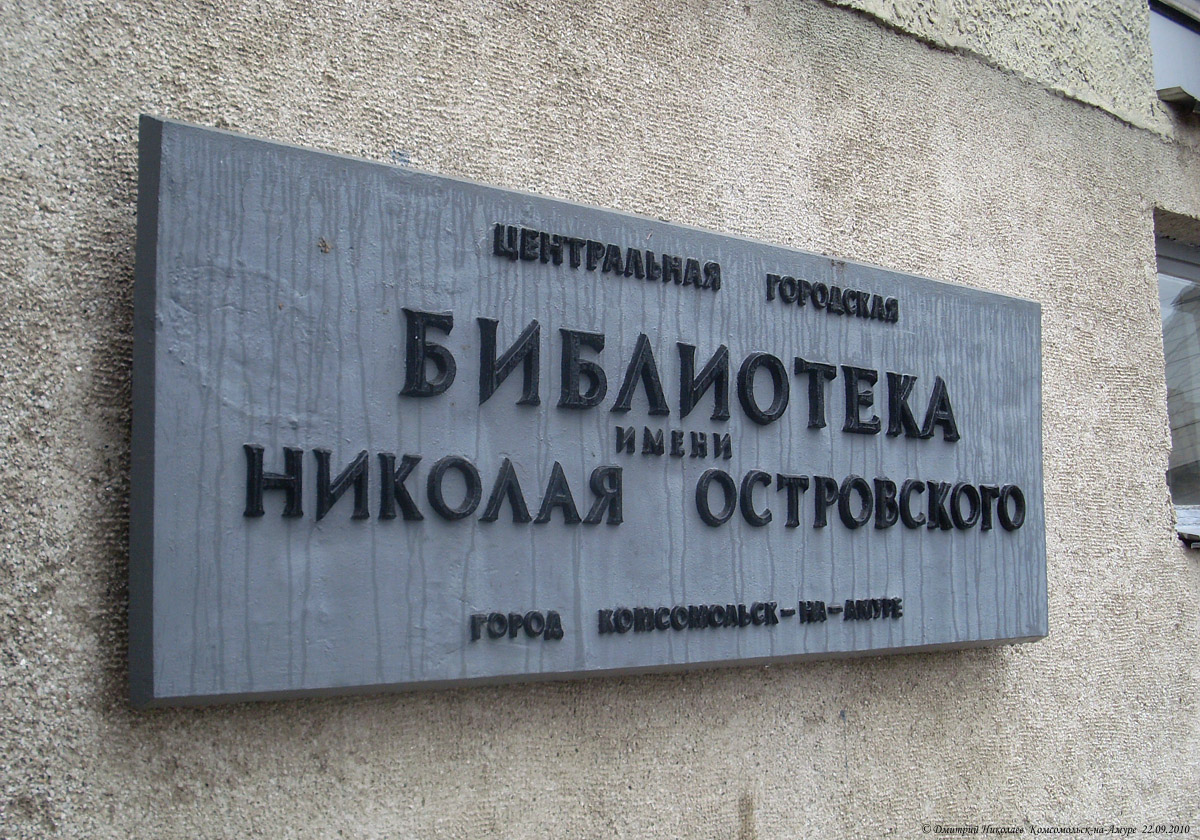 ЦЕНТРАЛЬНАЯ ГОРОДСКАЯ
БИБЛИОТЕКА
ИМЕНИ
НИКОЛАЯ ОСТРОВСКОГО
ГОРОД КОМСОМОЛЬСК-НА-АМУРЕ
© Дмитрий Николаев Комсомольск-на-Амуре 22.09.2010